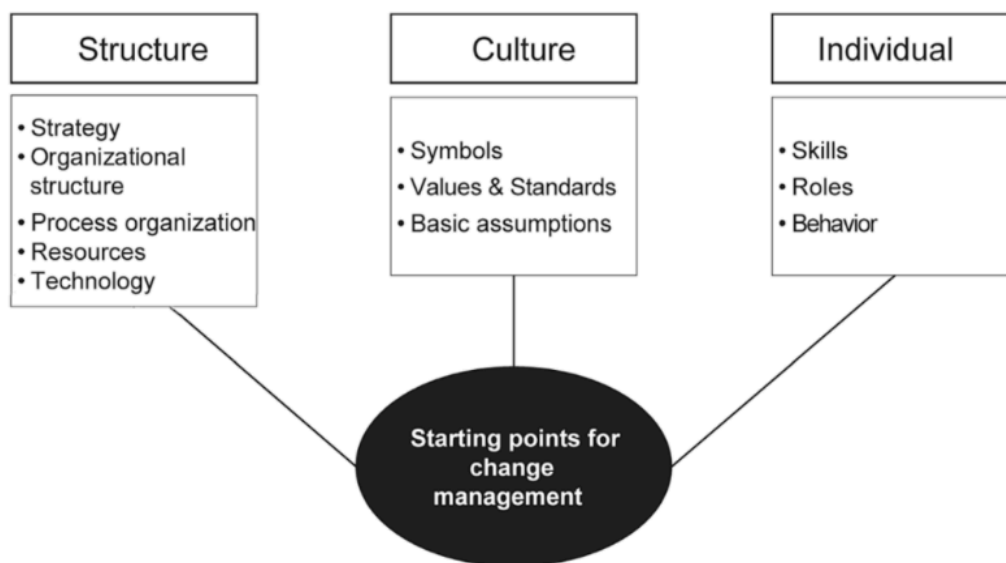 Structure
• Strategy
• Organizational
structure
• Process organization
• Resources
• Technology
Culture
• Symbols
• Values & Standards
• Basic assumptions
Individual
• Skills
• Roles
• Behavior
Starting points for
change
management